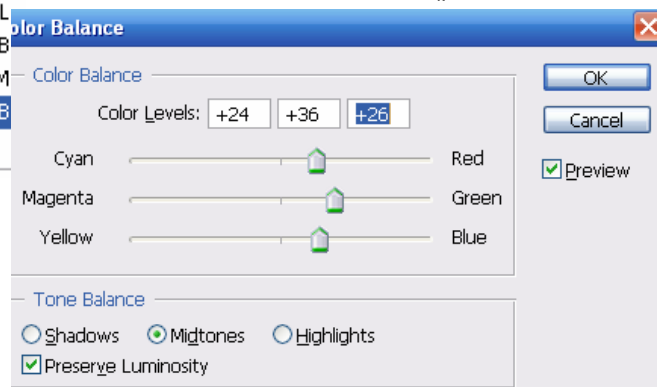 olor Balance
Color Balance
Color Levels: +24 +36 +26
Cyan Red
Magenta Green
Yellow Blue
OK
Cancel
Preview
Tone Balance
Shadows Midtones Highlights
Preserve Luminosity